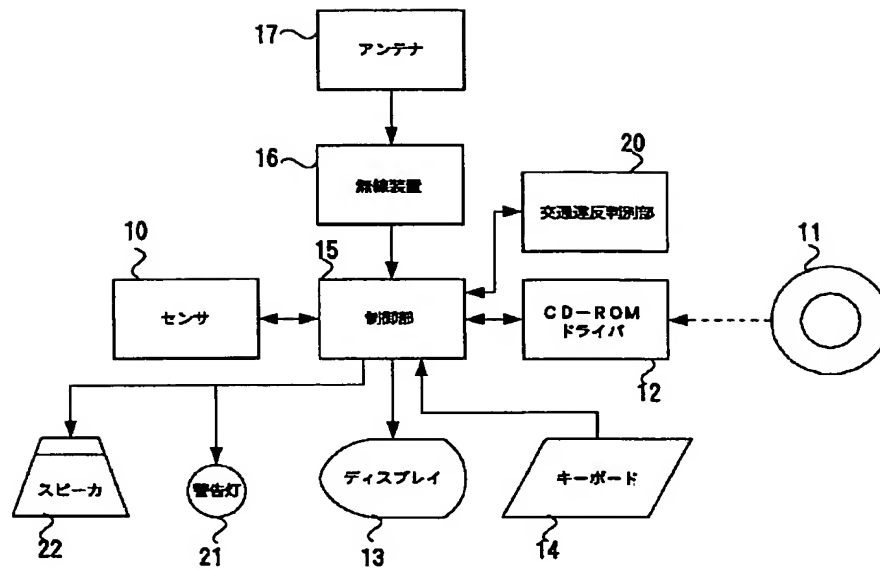 17
アンテナ
16
無線装置
20
交通違反判別部
10
センサ
15
制御部
CD-ROM
ドライバ
12
11
スピーカ
22
警告灯
21
ディスプレイ
13
キーボード
14